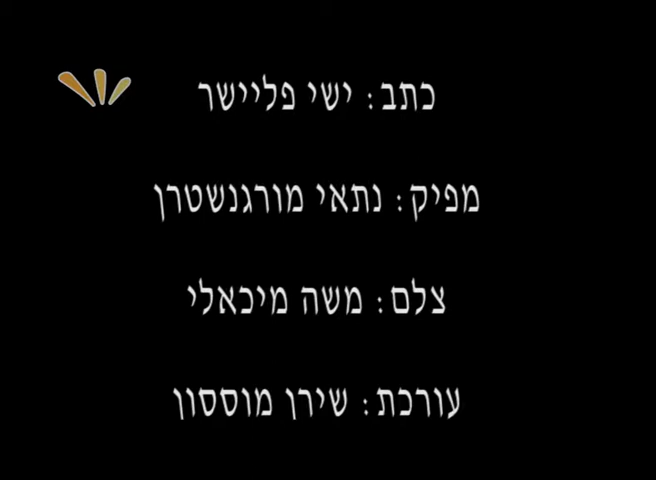 כתב: ישי פליישר
מפיק: נתאי מורגנשטרן
צלם: משה מיכאלי
עורכת: שירן מוססון